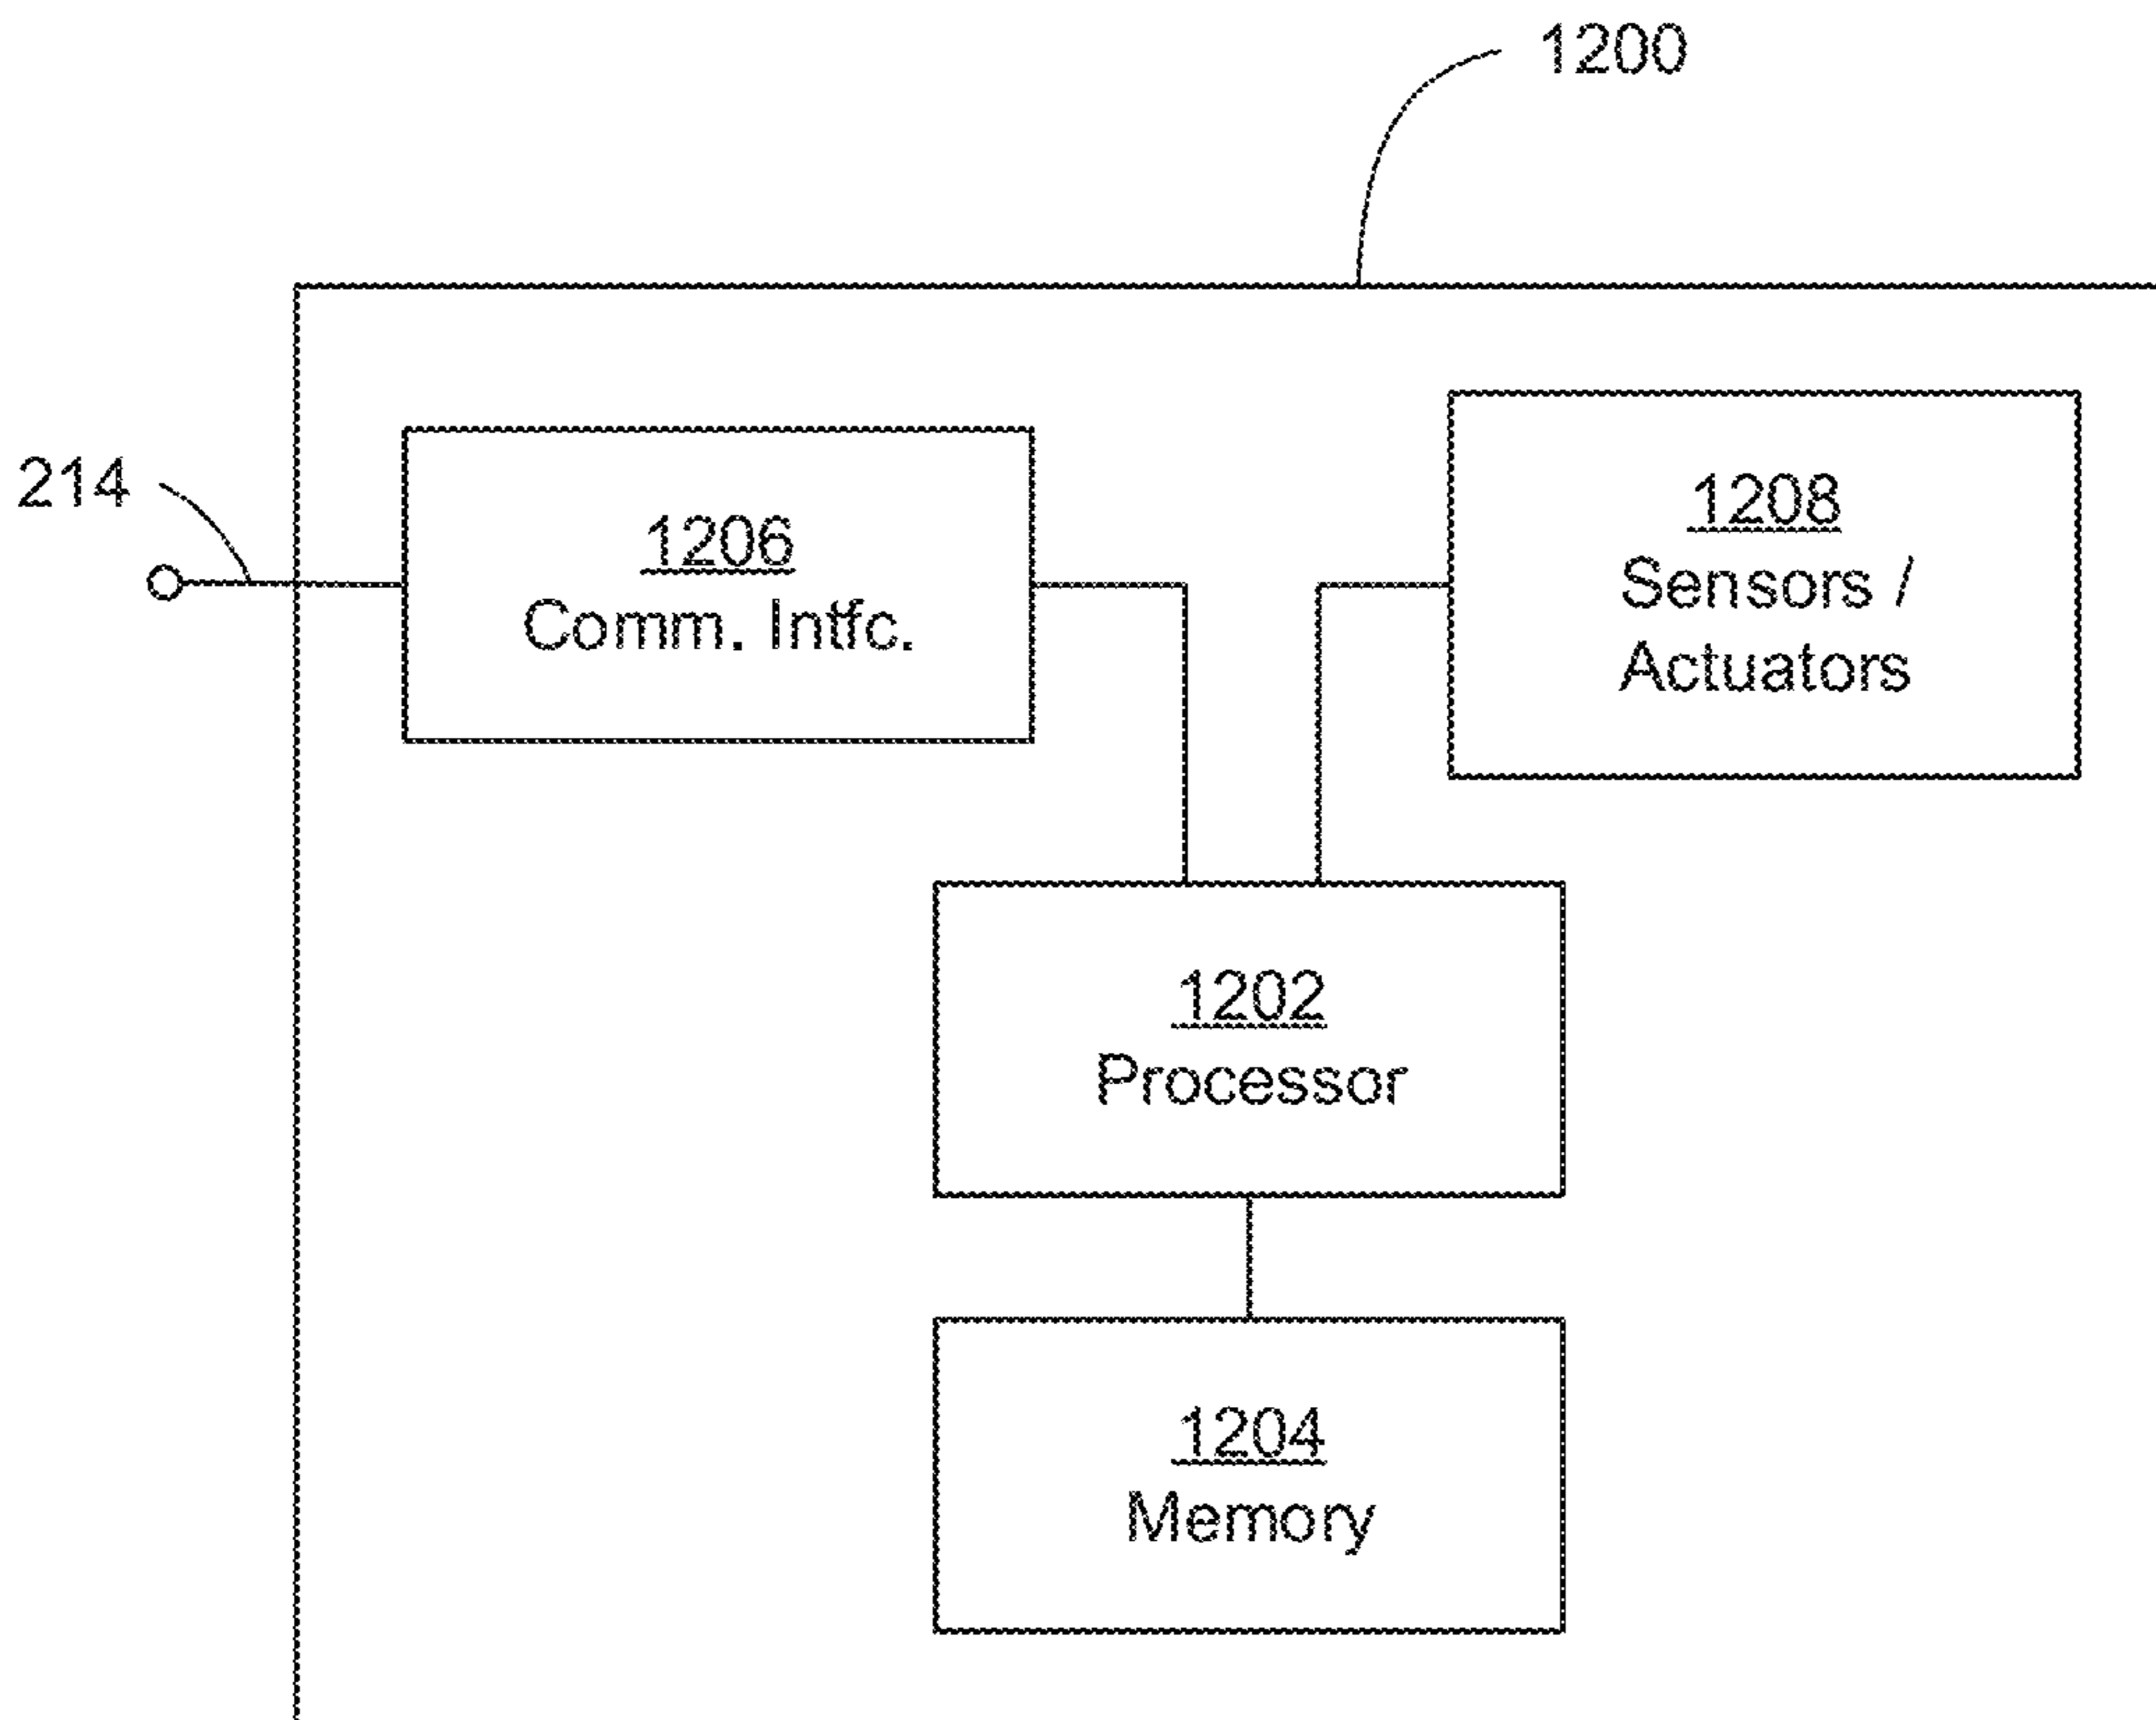 1200
214
1206
Comm. Intfc.
1208
Sensors /
Actuators
1202
Processor
1204
Memory